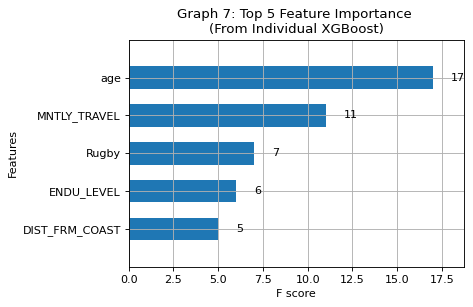 Graph 7: Top 5 Feature Importance
(From Individual XGBoost)
Features
age
17
MNTLY_TRAVEL
11
Rugby
7
ENDU_LEVEL
6
DIST_FRM_COAST
5
0.0 2.5 5.0 7.5 10.0 12.5 15.0 17.5
F score